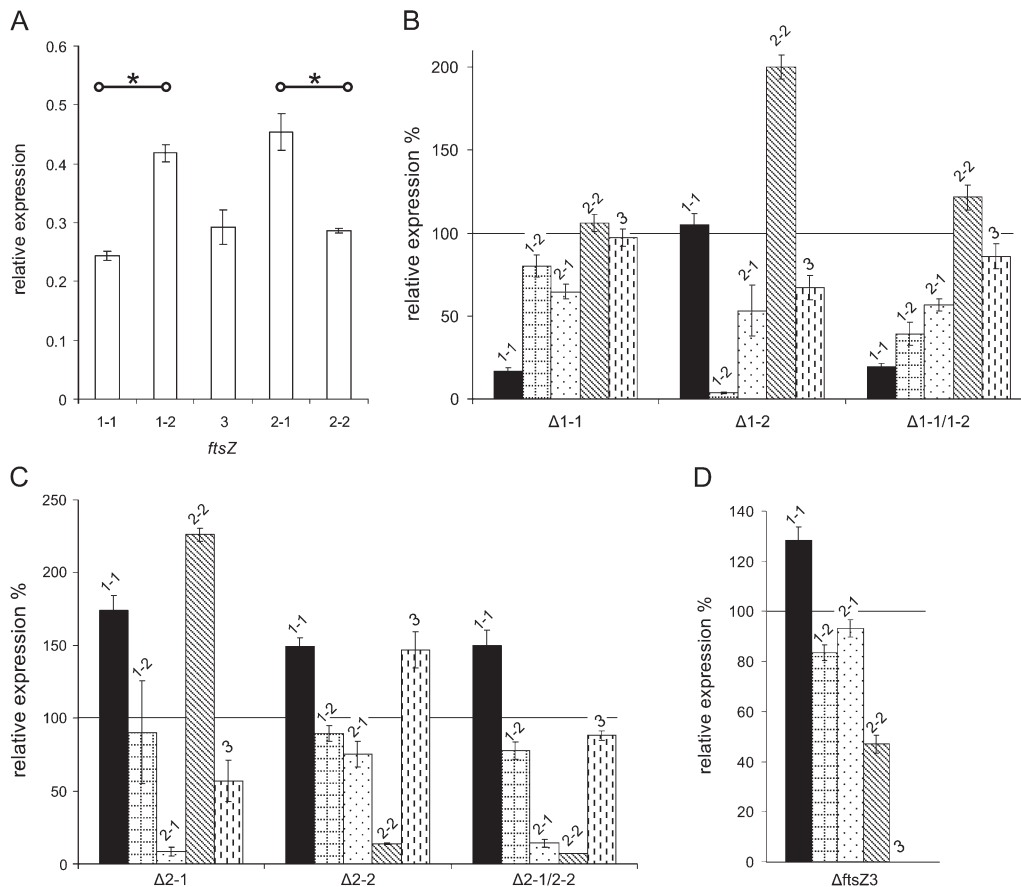 A
0.6
0.5
0.4
0.3
0.2
0.1
0
relative expression
* *
1-1 1-2 3 2-1 2-2
ftsZ
B
200
150
100
50
0
relative expression %
1-1 1-2 2-1 2-2 3
1-1 1-2 2-1 2-2 3
1-1 1-2 2-1 2-2 3
Δ1-1 Δ1-2 Δ1-1/1-2
C
250
200
150
100
50
0
relative expression %
1-1 1-2 2-1 2-2 3
1-1 1-2 2-1 2-2 3
1-1 1-2 2-1 2-2 3
Δ2-1 Δ2-2 Δ2-1/2-2
D
140
120
100
80
60
40
20
0
relative expression %
1-1 1-2 2-1 2-2 3
ΔftsZ3